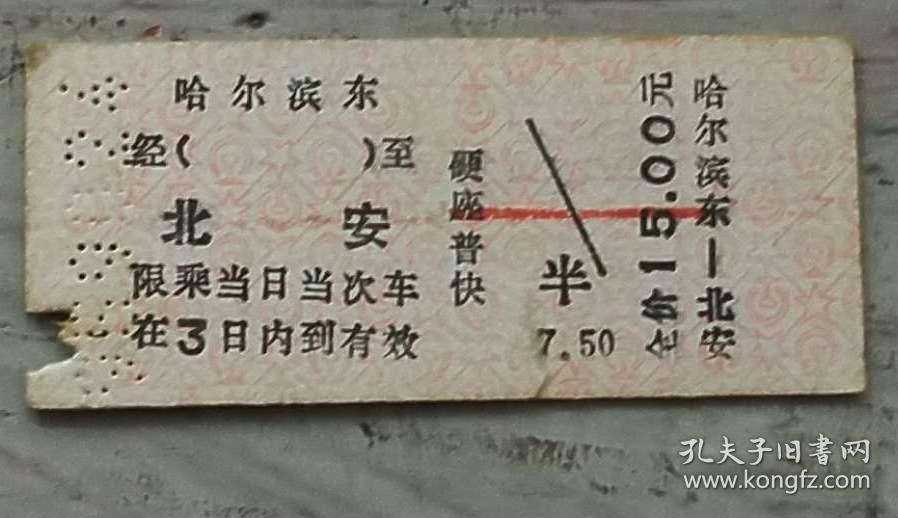 哈尔滨东
经(  )至
北安
限乘当日当次车
在3日内到有效
硬座普快
半
7.50
全价15.00元
哈尔滨东—北安
孔夫子旧书网
www.kongfz.com